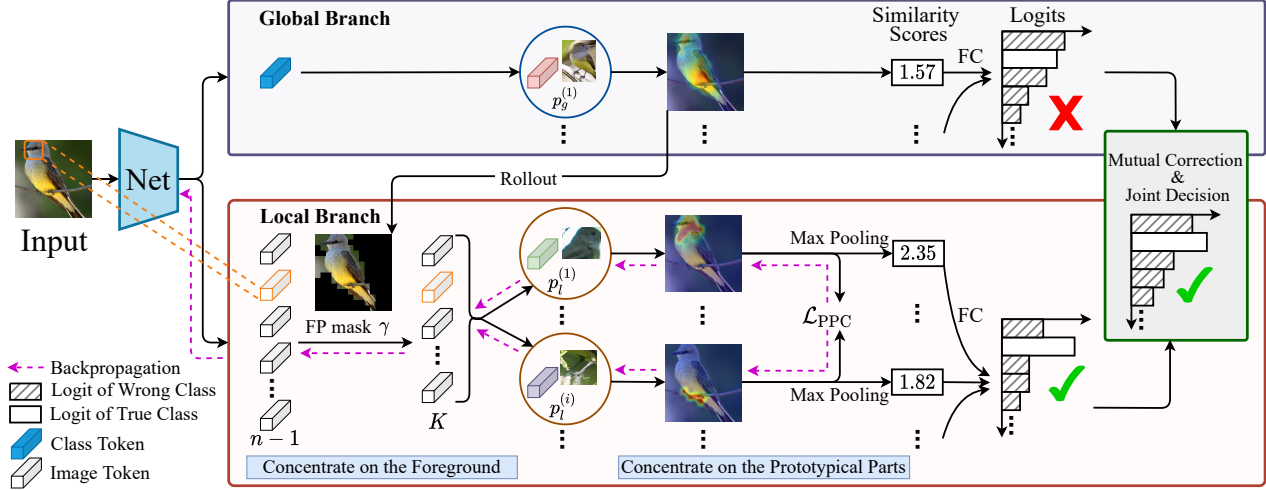 Global Branch
Similarity
Scores
Logits
p_g^{(1)}
1.57
FC
Input
Net
Rollout
Mutual Correction
&
Joint Decision
Local Branch
FP mask γ
n − 1
K
p_l^{(1)}
p_l^{(i)}
Max Pooling
2.35
ℒ_PPC
FC
Max Pooling
1.82
Concentrate on the Foreground
Concentrate on the Prototypical Parts
Backpropagation
Logit of Wrong Class
Logit of True Class
Class Token
Image Token